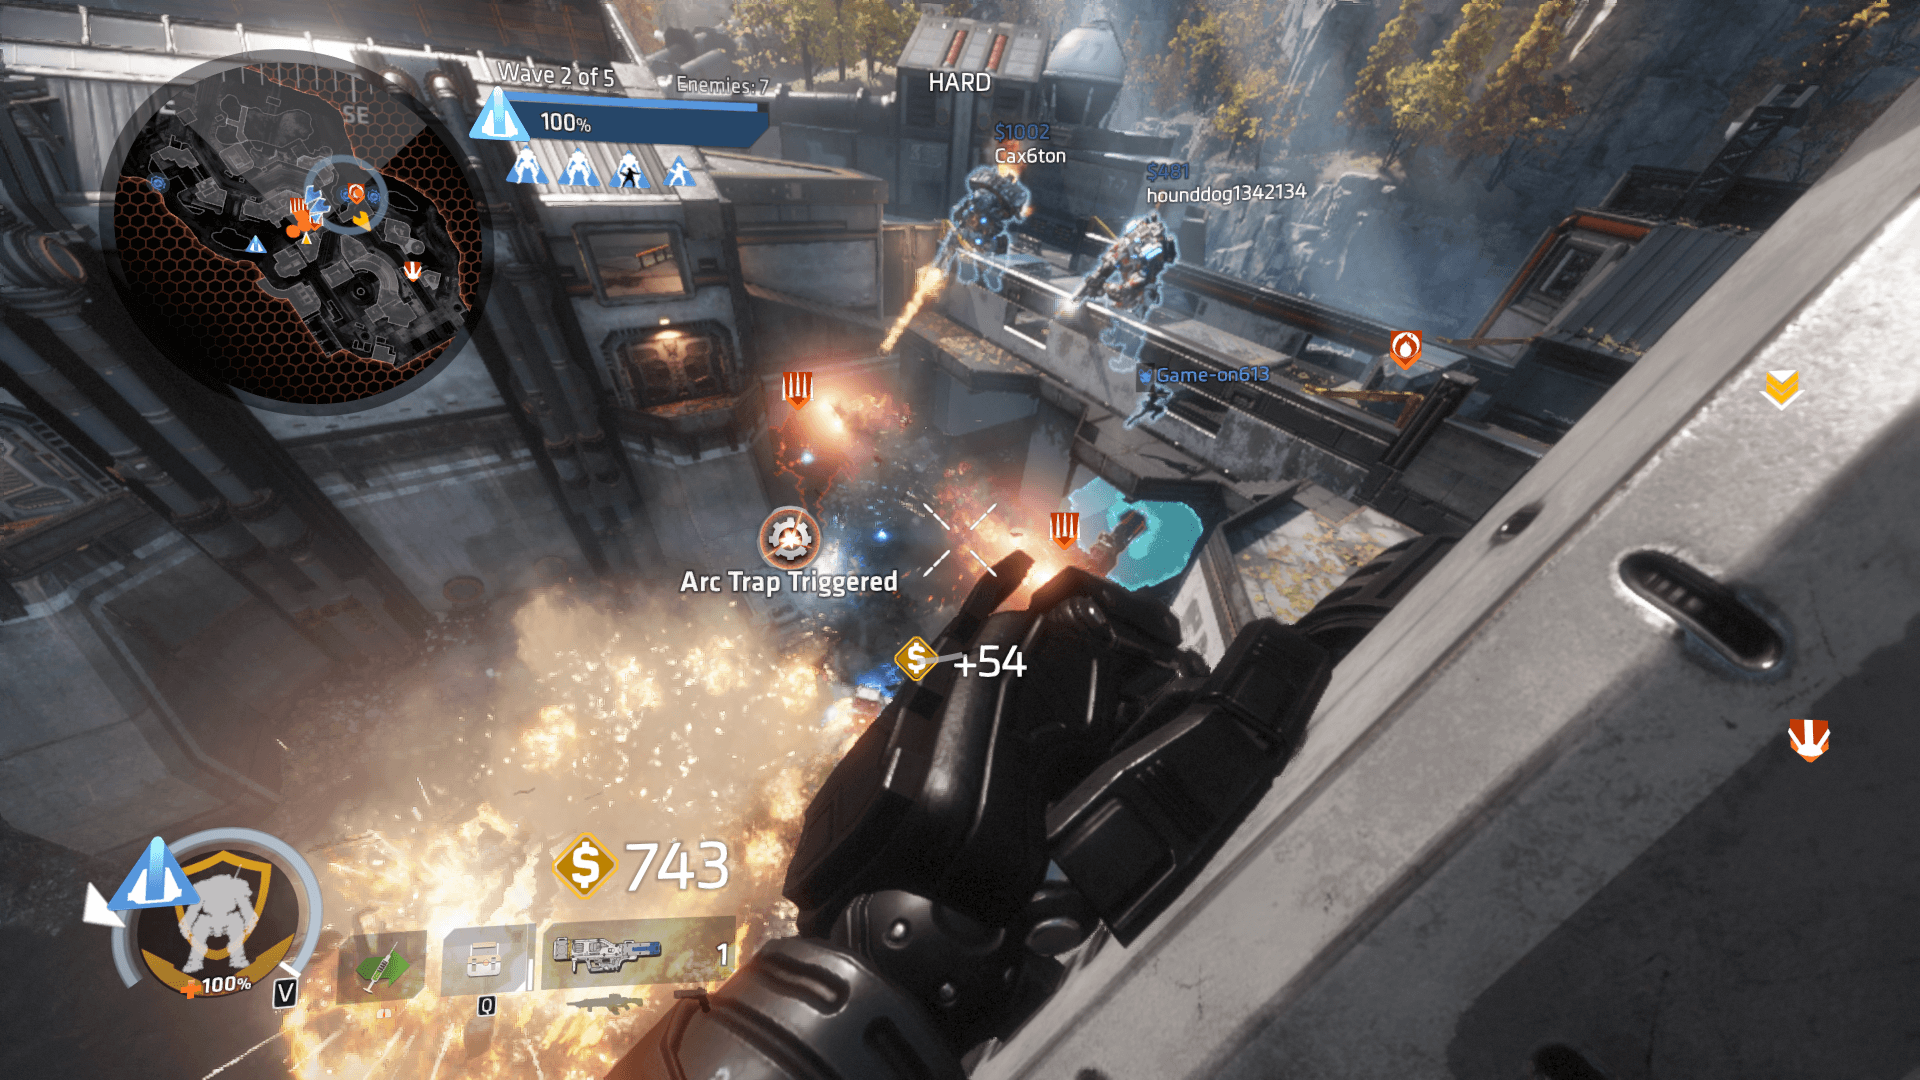 SE
Wave 2 of 5
Enemies: 7
100%
HARD
$1002
Cax6ton
$481
hounddog1342134
Game-on613
Arc Trap Triggered
$ +54
$ 743
100%
V
Q
1